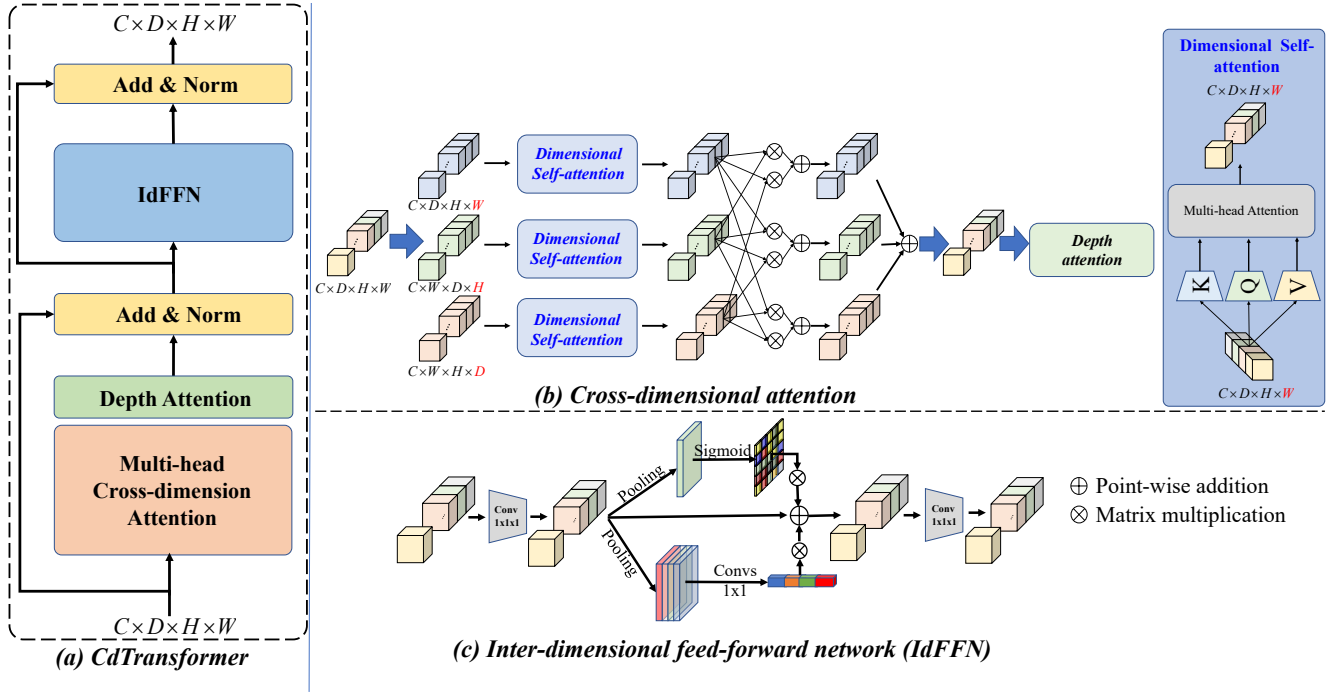 C×D×H×W
Add & Norm
IdFFN
Add & Norm
Depth Attention
Multi-head
Cross-dimension
Attention
C×D×H×W
(a) CdTransformer
C×D×H×W
C×D×H×W
Dimensional
Self-attention
C×W×D×H
Dimensional
Self-attention
C×W×H×D
Dimensional
Self-attention
Depth
attention
(b) Cross-dimensional attention
Dimensional Self-
attention
C×D×H×W
Multi-head Attention
K
Q
V
C×D×H×W
Conv
1x1x1
Pooling
Sigmoid
Pooling
Convs
1x1
Conv
1x1x1
⊕ Point-wise addition
⊗ Matrix multiplication
(c) Inter-dimensional feed-forward network (IdFFN)